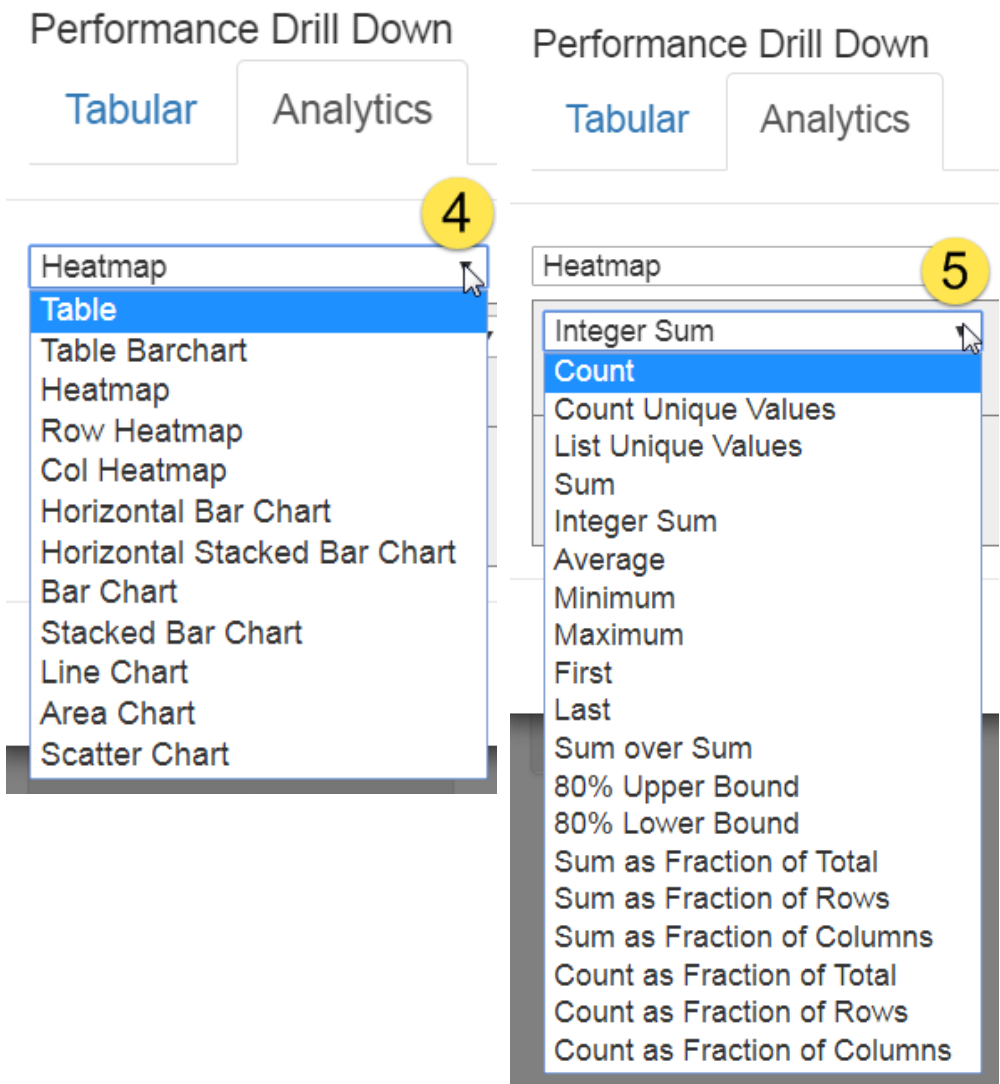 Performance Drill Down
Tabular
Analytics
4
Heatmap
Table
Table Barchart
Heatmap
Row Heatmap
Col Heatmap
Horizontal Bar Chart
Horizontal Stacked Bar Chart
Bar Chart
Stacked Bar Chart
Line Chart
Area Chart
Scatter Chart
Performance Drill Down
Tabular
Analytics
Heatmap
5
Integer Sum
Count
Count Unique Values
List Unique Values
Sum
Integer Sum
Average
Minimum
Maximum
First
Last
Sum over Sum
80% Upper Bound
80% Lower Bound
Sum as Fraction of Total
Sum as Fraction of Rows
Sum as Fraction of Columns
Count as Fraction of Total
Count as Fraction of Rows
Count as Fraction of Columns